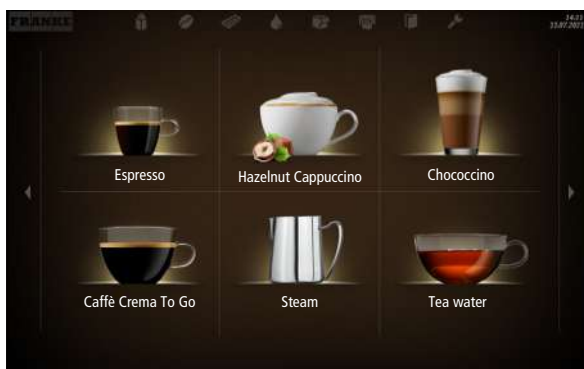 FRANKE
Espresso
Hazelnut Cappuccino
Chococcino
Caffè Crema To Go
Steam
Tea water